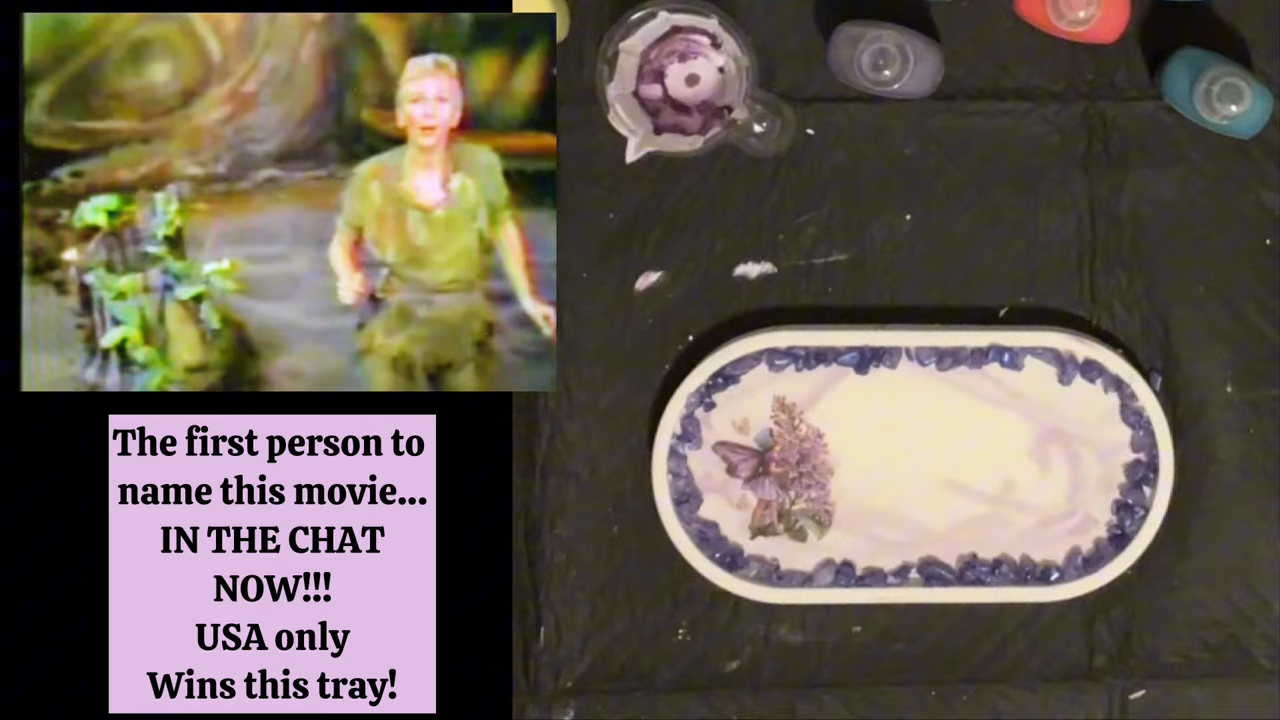 The first person to
name this movie...
IN THE CHAT
NOW!!!
USA only
Wins this tray!